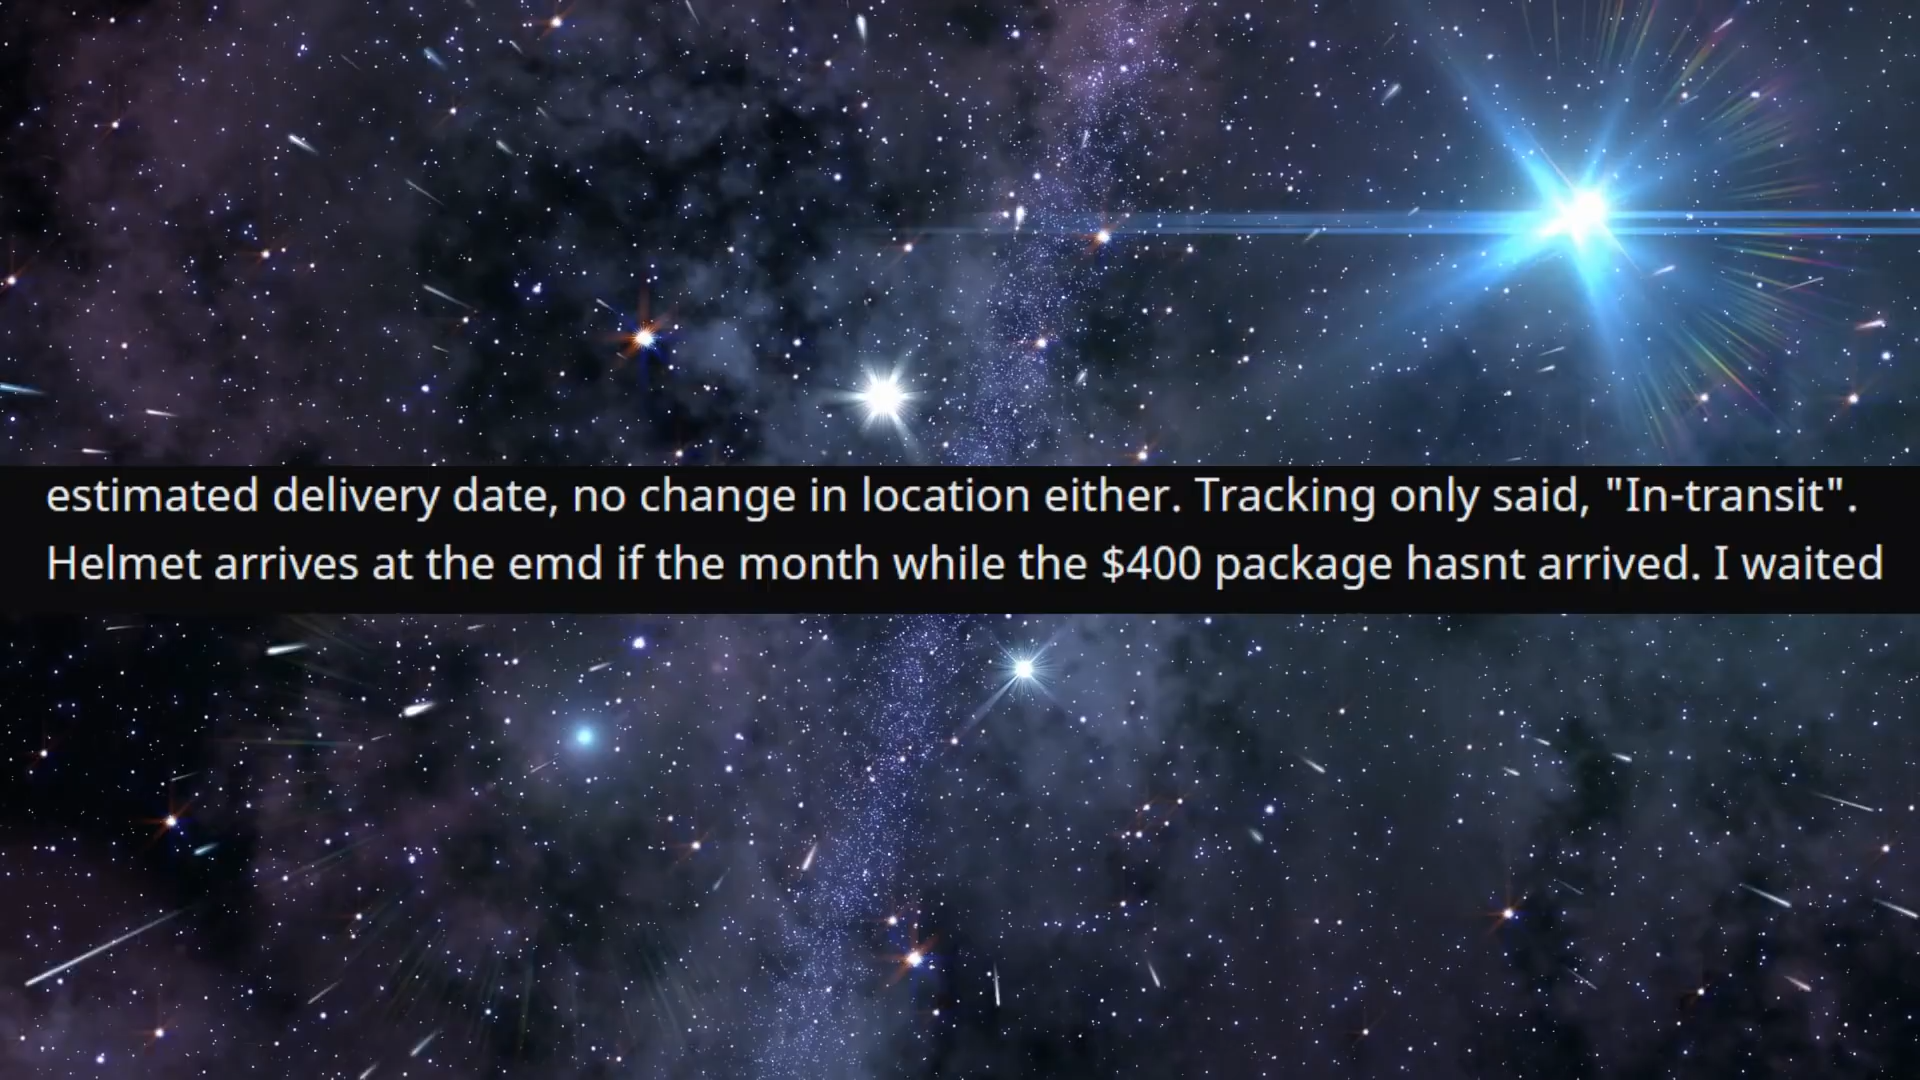 estimated delivery date, no change in location either. Tracking only said, "In-transit".
Helmet arrives at the emd if the month while the $400 package hasnt arrived. I waited